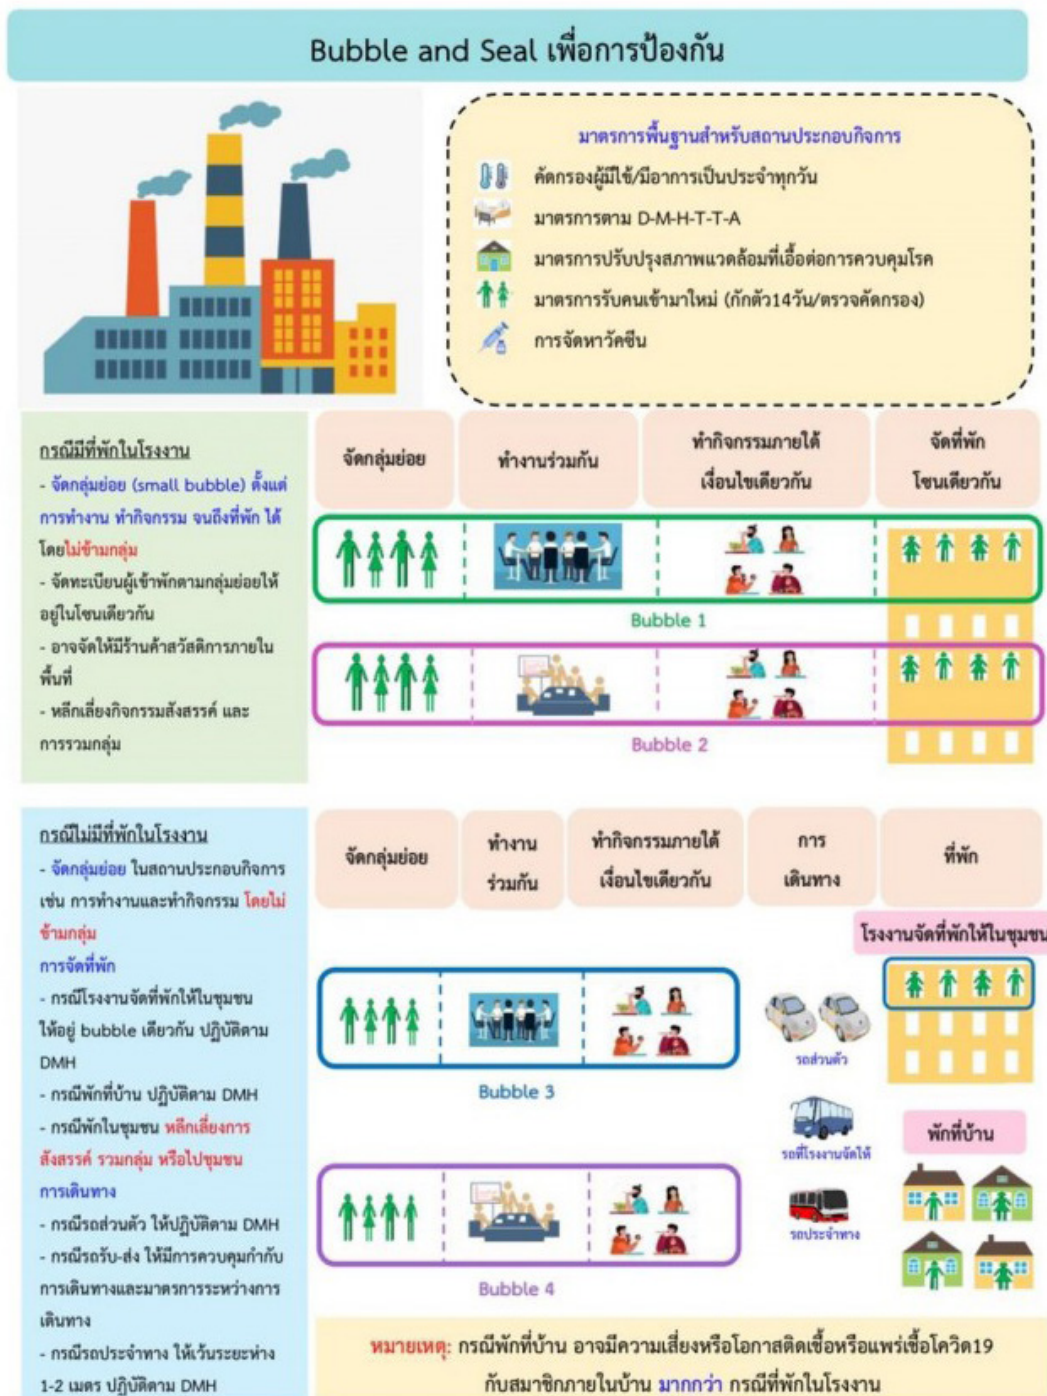 Bubble and Seal เพื่อการป้องกัน
มาตรการพื้นฐานสำหรับสถานประกอบกิจการ
คัดกรองผู้มีไข้/มีอาการเป็นประจำทุกวัน
มาตรการตาม D-M-H-T-T-A
มาตรการปรับปรุงสภาพแวดล้อมที่เอื้อต่อการควบคุมโรค
มาตรการรับคนเข้ามาใหม่ (กักตัว14วัน/ตรวจคัดกรอง)
การจัดหาวัคซีน
กรณีมีที่พักในโรงงาน
- จัดกลุ่มย่อย (small bubble) ตั้งแต่
การทำงาน ทำกิจกรรม จนถึงที่พัก ได้
โดยไม่ข้ามกลุ่ม
- จัดทะเบียนผู้เข้าพักตามกลุ่มย่อยให้
อยู่ในโซนเดียวกัน
- อาจจัดให้มีร้านค้าสวัสดิการภายใน
พื้นที่
- หลีกเลี่ยงกิจกรรมสังสรรค์ และ
การรวมกลุ่ม
จัดกลุ่มย่อย
ทำงานร่วมกัน
ทำกิจกรรมภายใต้
เงื่อนไขเดียวกัน
จัดที่พัก
โซนเดียวกัน
Bubble 1
Bubble 2
กรณีไม่มีที่พักในโรงงาน
- จัดกลุ่มย่อย ในสถานประกอบกิจการ
เช่น การทำงานและทำกิจกรรม โดยไม่
ข้ามกลุ่ม
การจัดที่พัก
- กรณีโรงงานจัดที่พักให้ในชุมชน
ให้อยู่ bubble เดียวกัน ปฏิบัติตาม
DMH
- กรณีพักที่บ้าน ปฏิบัติตาม DMH
- กรณีพักในชุมชน หลีกเลี่ยงการ
สังสรรค์ รวมกลุ่ม หรือไปชุมชน
การเดินทาง
- กรณีรถส่วนตัว ให้ปฏิบัติตาม DMH
- กรณีรถรับ-ส่ง ให้มีการควบคุมกำกับ
การเดินทางและมาตรการระหว่างการ
เดินทาง
- กรณีรถประจำทาง ให้เว้นระยะห่าง
1-2 เมตร ปฏิบัติตาม DMH
จัดกลุ่มย่อย
ทำงาน
ร่วมกัน
ทำกิจกรรมภายใต้
เงื่อนไขเดียวกัน
การ
เดินทาง
ที่พัก
โรงงานจัดที่พักให้ในชุมชน
รถส่วนตัว
Bubble 3
รถที่โรงงานจัดให้
พักที่บ้าน
รถประจำทาง
Bubble 4
หมายเหตุ: กรณีพักที่บ้าน อาจมีความเสี่ยงหรือโอกาสติดเชื้อหรือแพร่เชื้อโควิด19
กับสมาชิกภายในบ้าน มากกว่า กรณีที่พักในโรงงาน